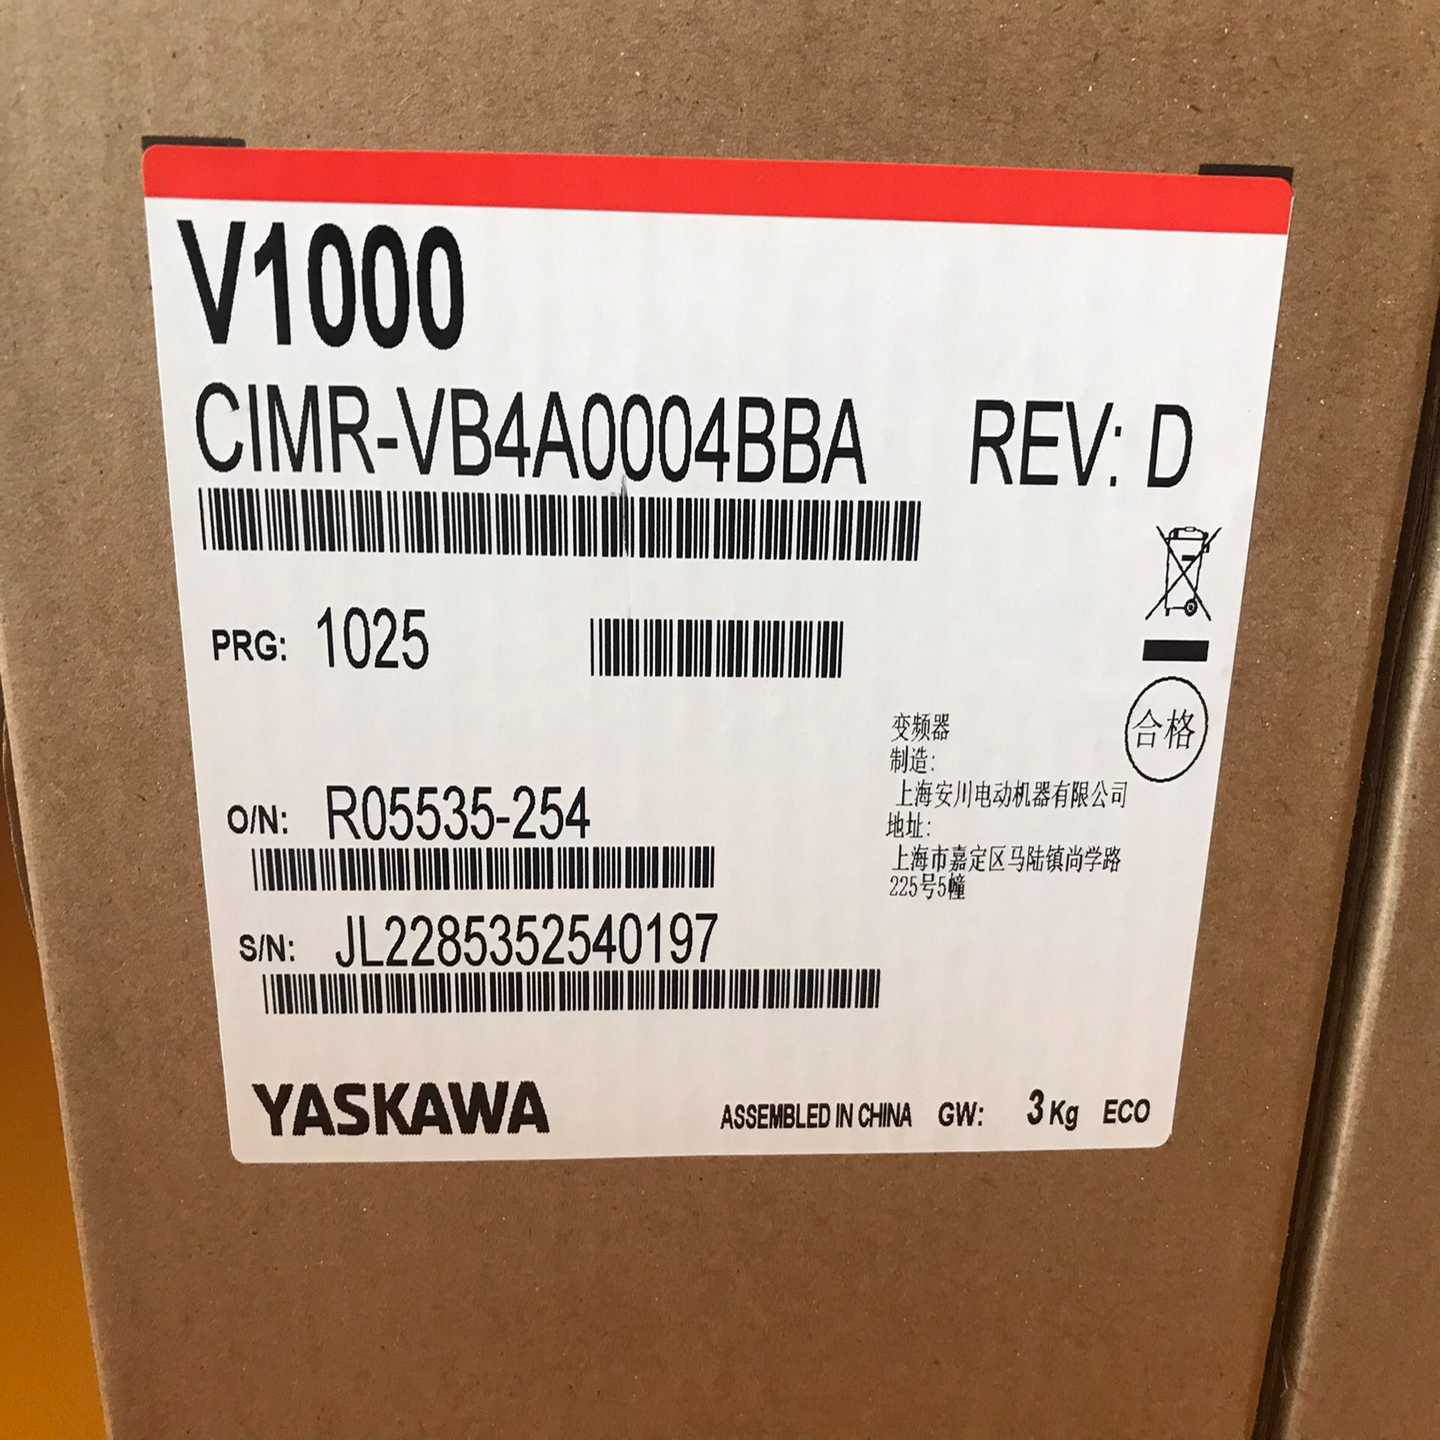 V1000
CIMR-VB4A0004BBA REV: D
PRG: 1025
合格
变频器
制造:
上海安川电动机器有限公司
地址:
上海市嘉定区马陆镇尚学路
225号5幢
O/N: R05535-254
S/N: JL2285352540197
YASKAWA ASSEMBLED IN CHINA GW: 3 Kg ECO